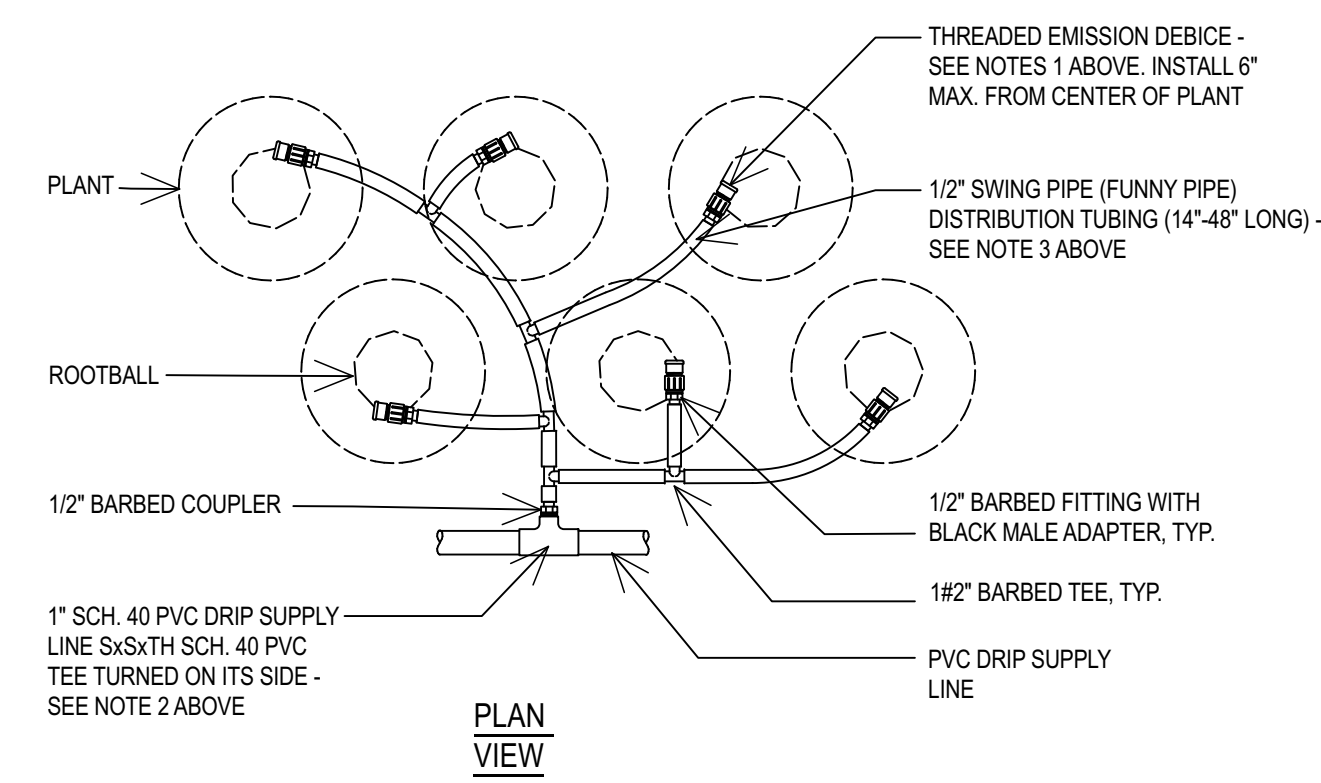 THREADED EMISSION DEBICE -
SEE NOTES 1 ABOVE. INSTALL 6"
MAX. FROM CENTER OF PLANT
PLANT
1/2" SWING PIPE (FUNNY PIPE)
DISTRIBUTION TUBING (14"-48" LONG) -
SEE NOTE 3 ABOVE
ROOTBALL
1/2" BARBED COUPLER
1/2" BARBED FITTING WITH
BLACK MALE ADAPTER, TYP.
1#2" BARBED TEE, TYP.
1" SCH. 40 PVC DRIP SUPPLY
LINE SxSxTH SCH. 40 PVC
TEE TURNED ON ITS SIDE -
SEE NOTE 2 ABOVE
PVC DRIP SUPPLY
LINE
PLAN
VIEW